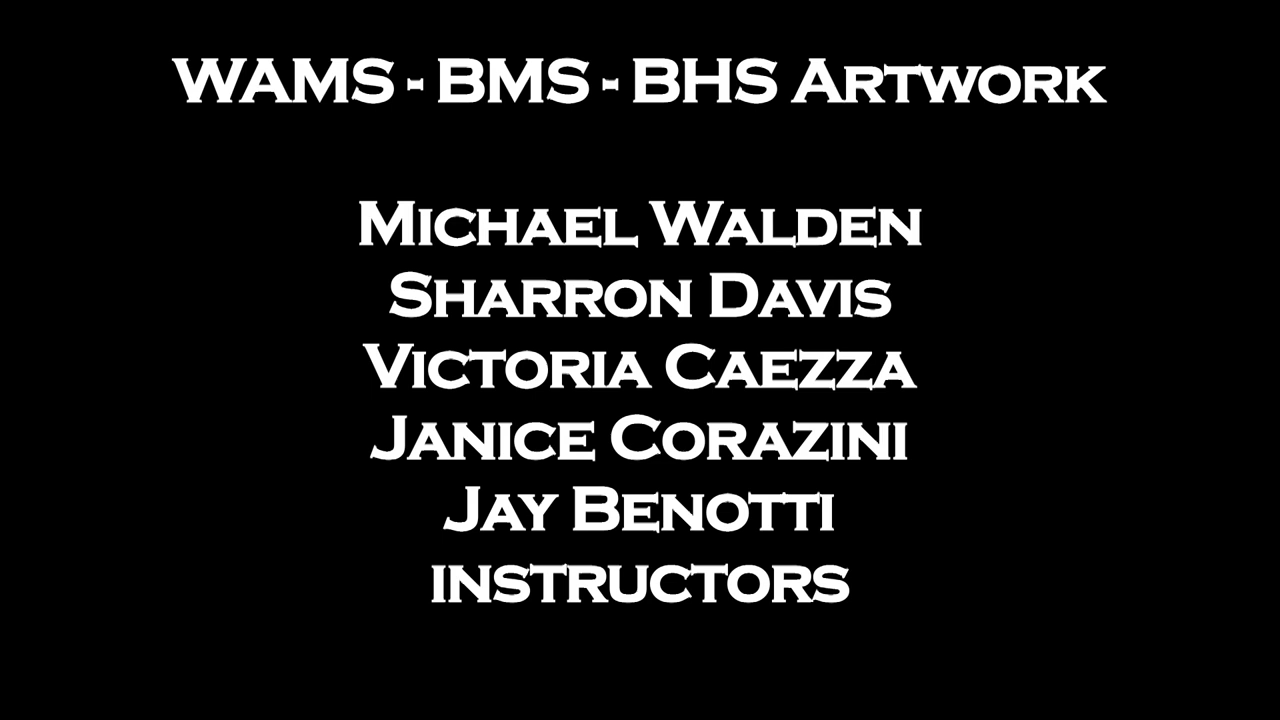 WAMS - BMS - BHS Artwork
Michael Walden
Sharron Davis
Victoria Caezza
Janice Corazini
Jay Benotti
instructors